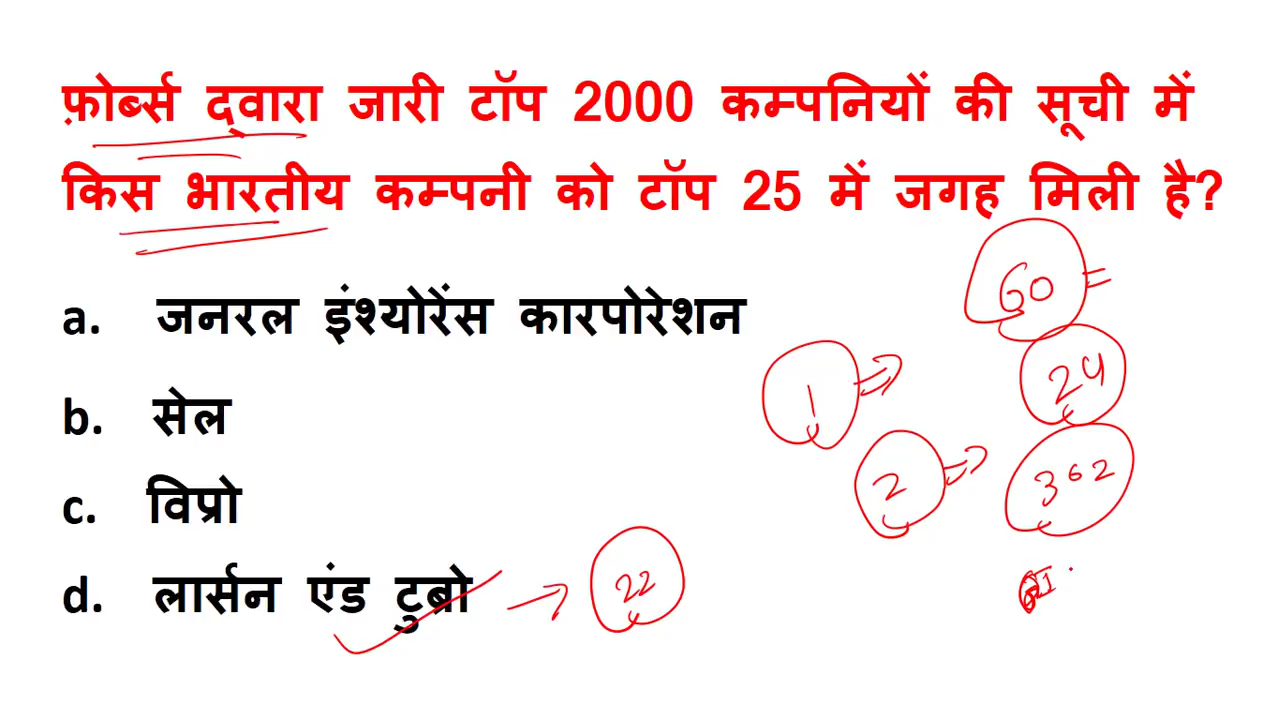 फ़ोर्ब्स द्वारा जारी टॉप 2000 कम्पनियों की सूची में
किस भारतीय कम्पनी को टॉप 25 में जगह मिली है?
60
a. जनरल इंश्योरेंस कारपोरेशन
24
1
b. सेल
2
362
c. विप्रो
d. लार्सन एंड टुब्रो
22